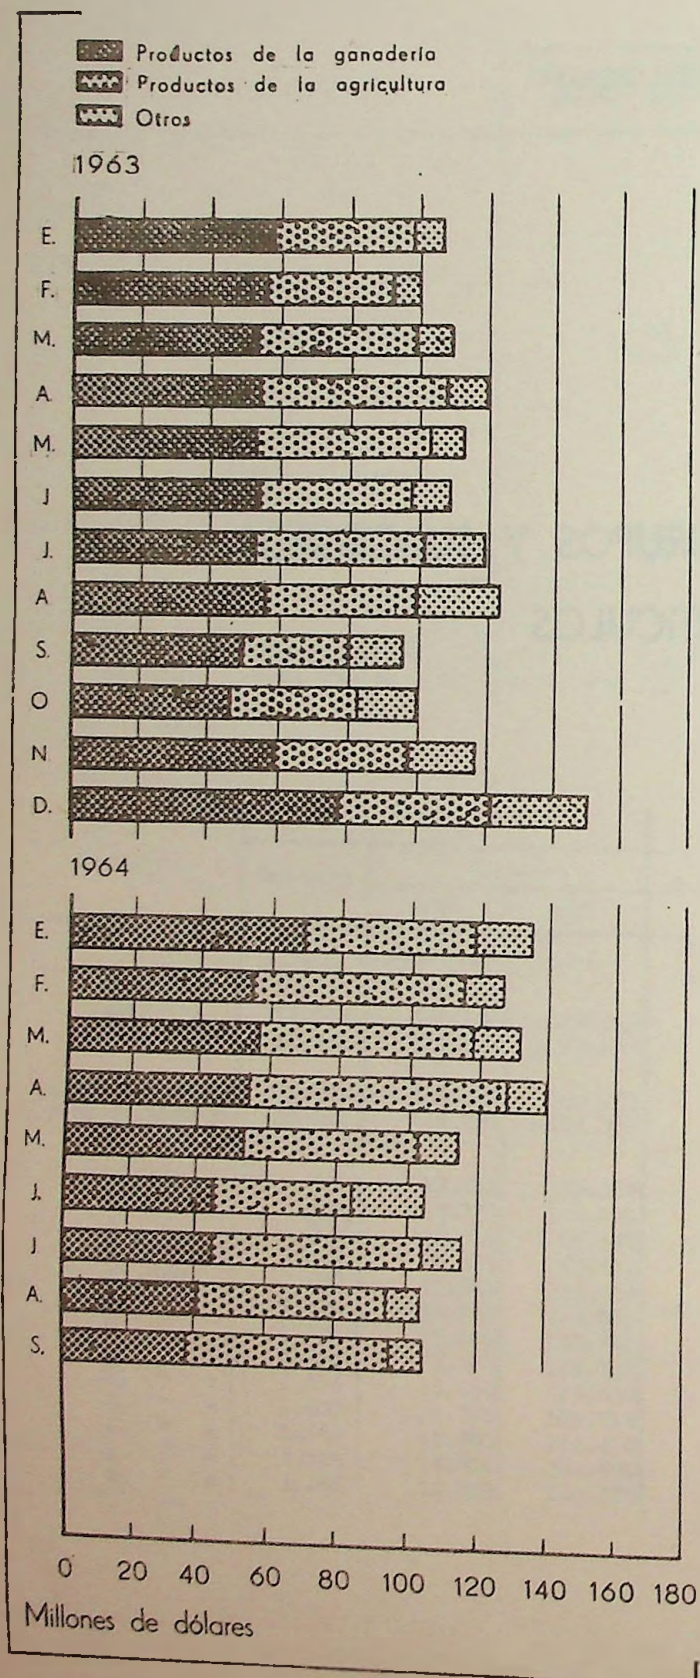 Productos de la ganadería
Productos de la agricultura
Otros
1963
E.
F.
M.
A.
M.
J
J.
A
S.
O
N
D.
1964
E.
F.
M.
A.
M.
J.
J
A.
S.
0 20 40 60 80 100 120 140 160 180
Millones de dólares